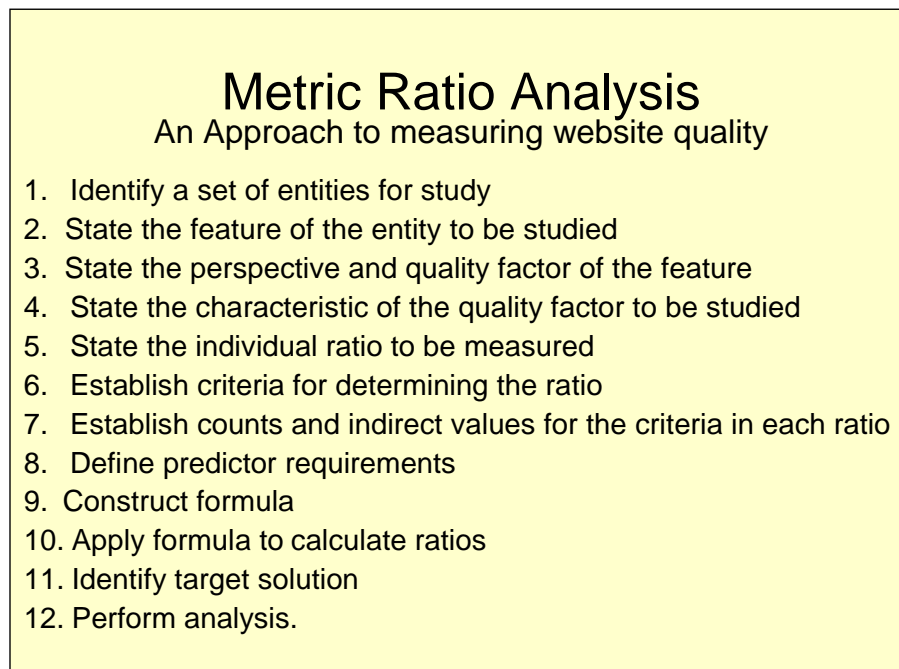 Metric Ratio Analysis
An Approach to measuring website quality
1. Identify a set of entities for study
2. State the feature of the entity to be studied
3. State the perspective and quality factor of the feature
4. State the characteristic of the quality factor to be studied
5. State the individual ratio to be measured
6. Establish criteria for determining the ratio
7. Establish counts and indirect values for the criteria in each ratio
8. Define predictor requirements
9. Construct formula
10. Apply formula to calculate ratios
11. Identify target solution
12. Perform analysis.